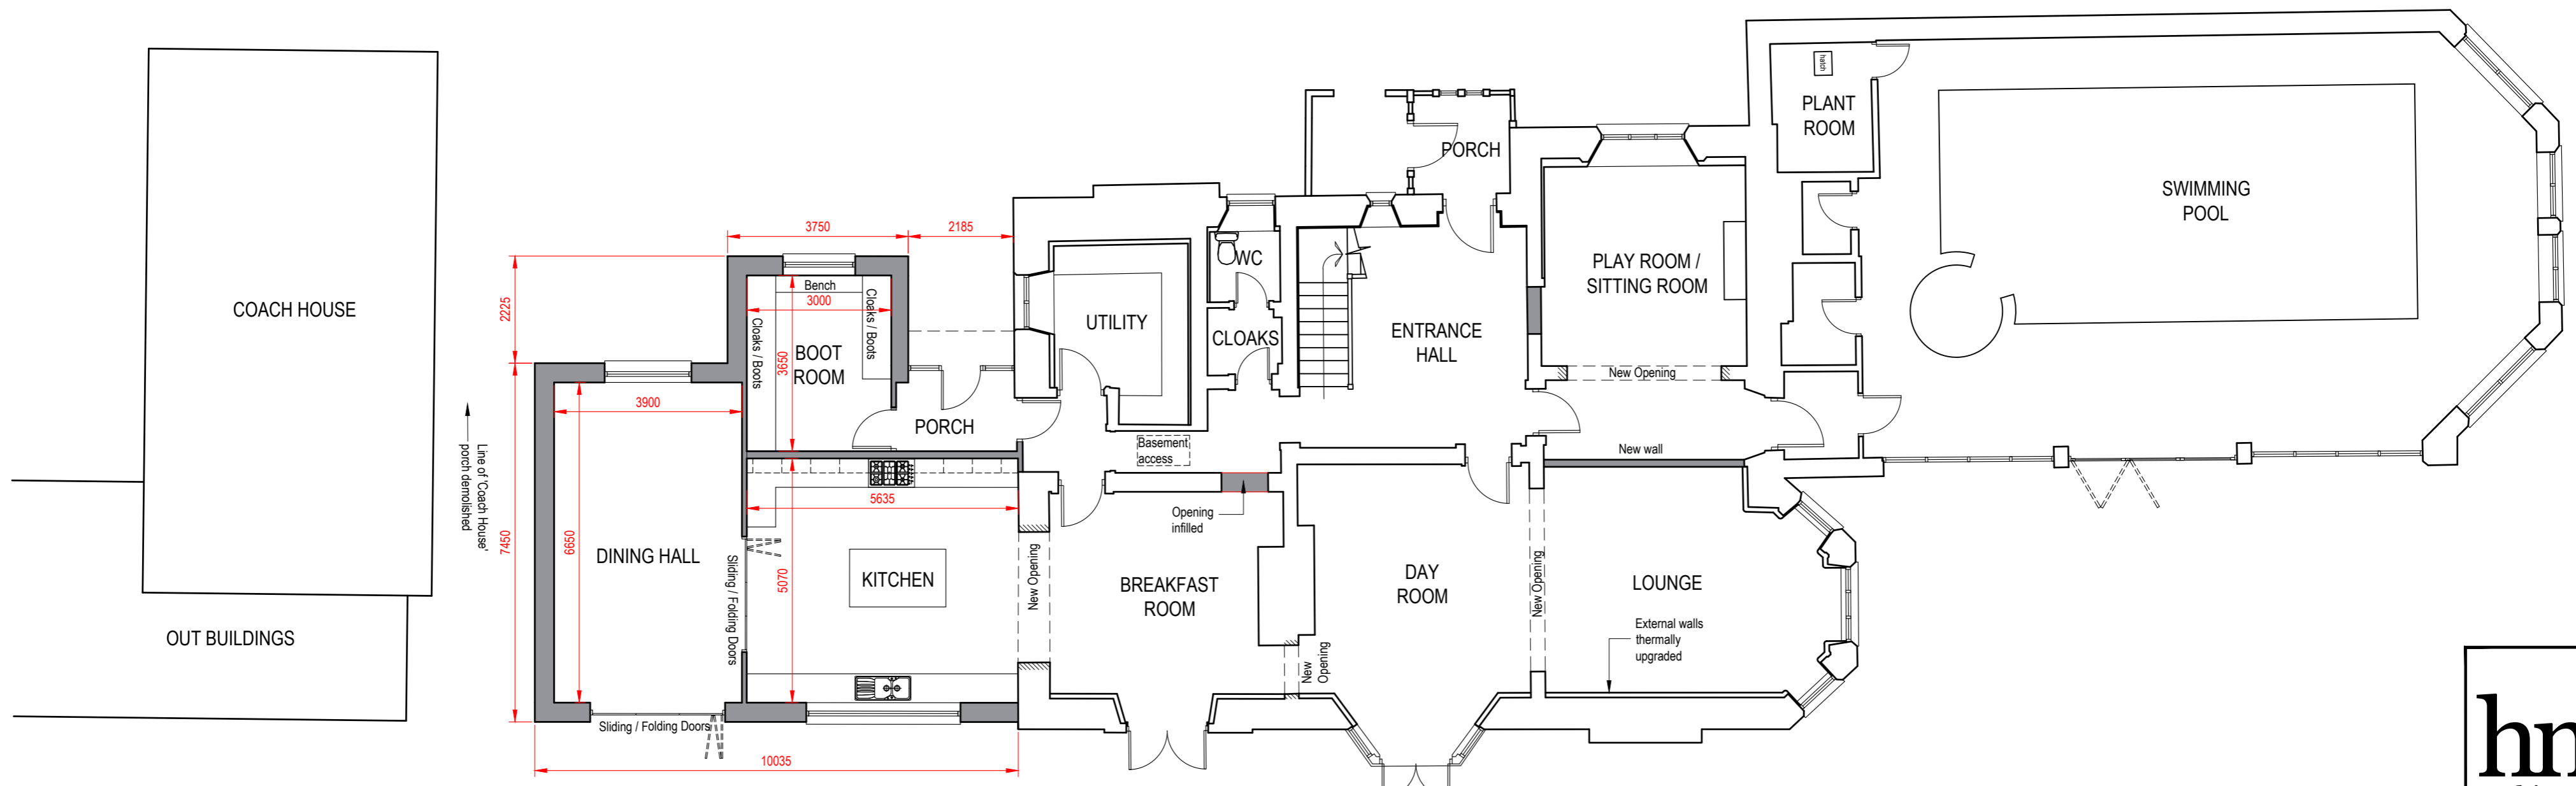 COACH HOUSE
OUT BUILDINGS
Line of 'Coach House'
porch demolished
2225
7450
3750
2185
Bench
3000
Cloaks / Boots
Cloaks / Boots
3650
BOOT
ROOM
PORCH
3900
6650
DINING HALL
Sliding / Folding Doors
Sliding / Folding Doors
10035
5635
5070
KITCHEN
New Opening
UTILITY
WC
CLOAKS
Basement
access
Opening
infilled
BREAKFAST
ROOM
New
Opening
PORCH
ENTRANCE
HALL
DAY
ROOM
New Opening
PLAY ROOM /
SITTING ROOM
New Opening
New wall
LOUNGE
External walls
thermally
upgraded
hatch
PLANT
ROOM
SWIMMING
POOL
hn